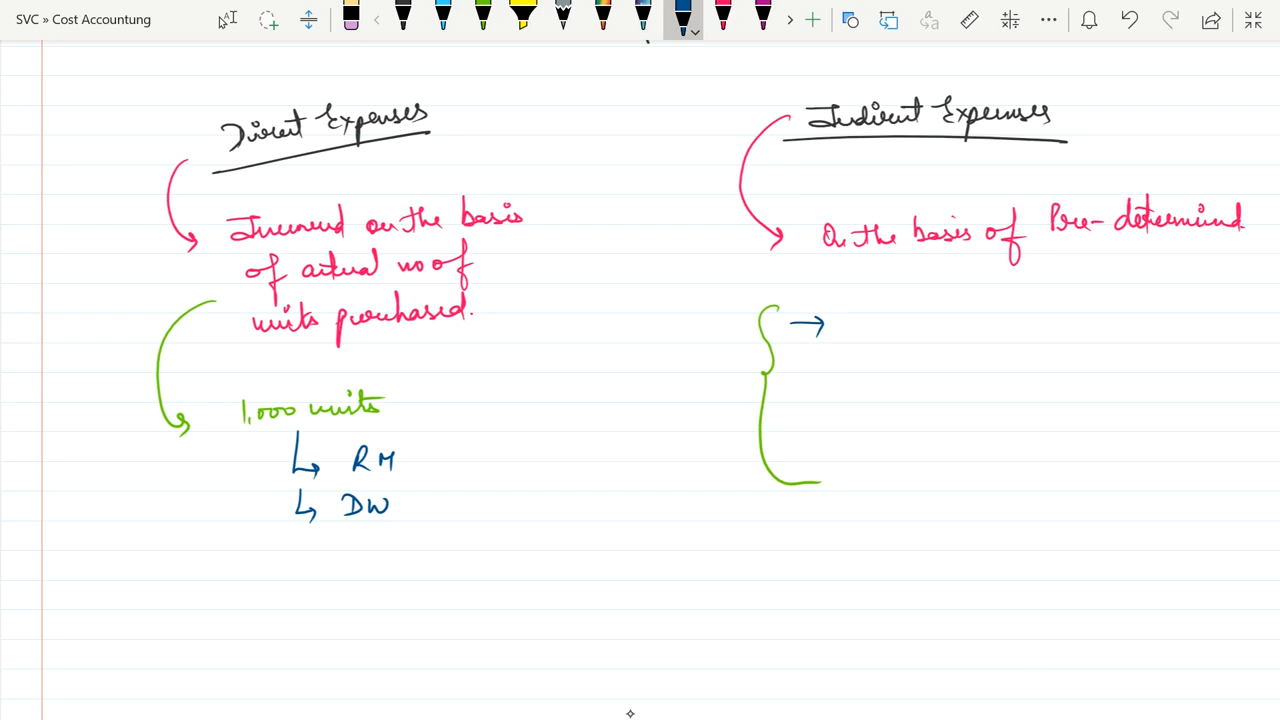 SVC » Cost Accountung
Direct Expenses
Incurred on the basis
of actual no of
units purchased.
1,000 units
RM
DW
Indirect Expenses
On the basis of Pre-determined